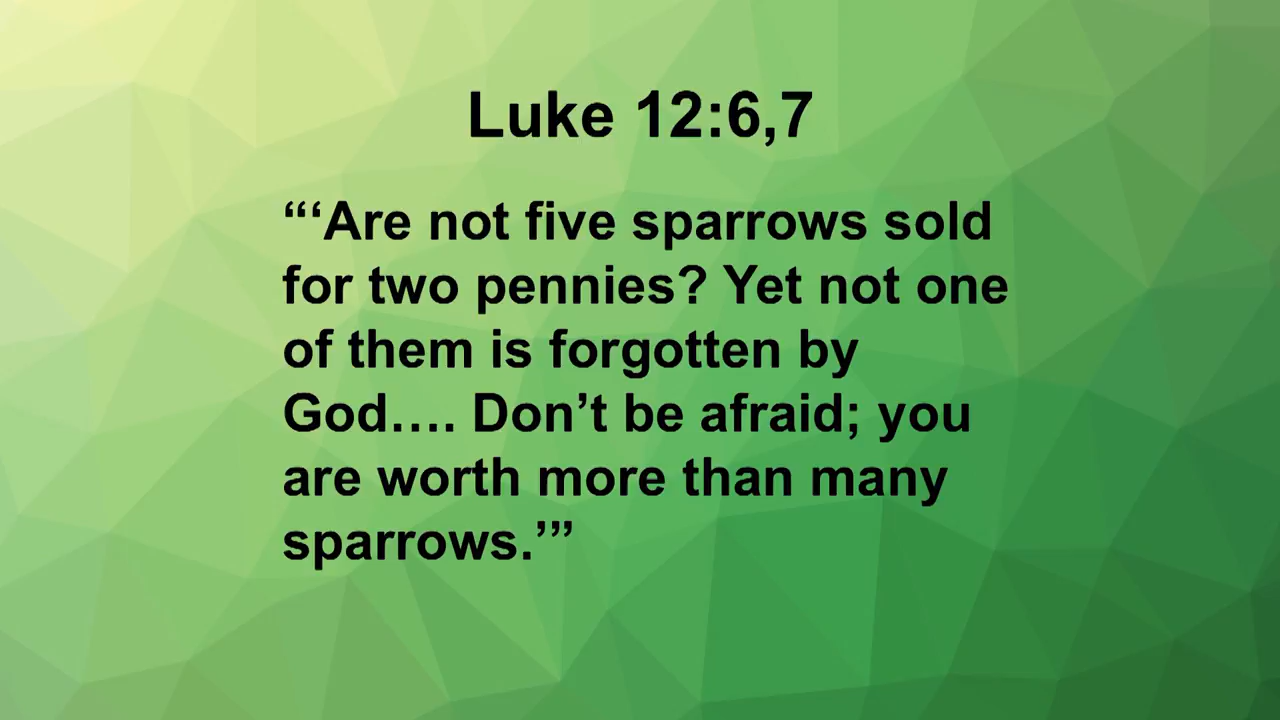 Luke 12:6,7
“‘Are not five sparrows sold
for two pennies? Yet not one
of them is forgotten by
God…. Don’t be afraid; you
are worth more than many
sparrows.’”